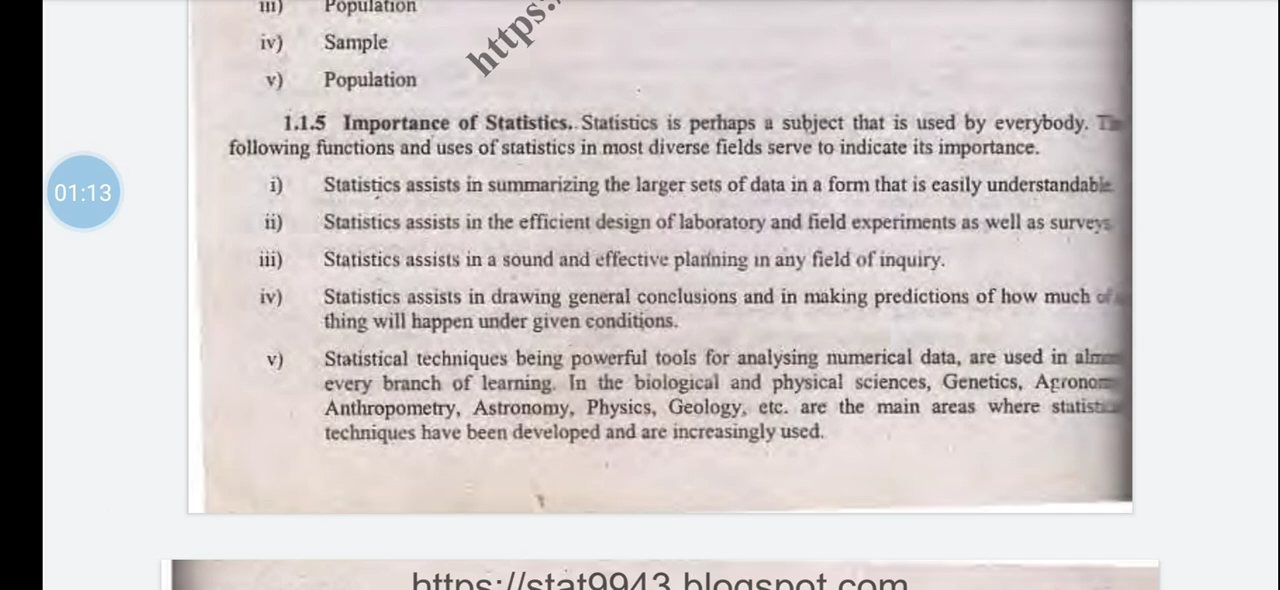 iii) Population
https:/
iv) Sample
v) Population
1.1.5 Importance of Statistics. Statistics is perhaps a subject that is used by everybody.
following functions and uses of statistics in most diverse fields serve to indicate its importance.
01:13
i) Statistics assists in summarizing the larger sets of data in a form that is easily understandable
ii) Statistics assists in the efficient design of laboratory and field experiments as well as surveys
iii) Statistics assists in a sound and effective planning in any field of inquiry.
iv) Statistics assists in drawing general conclusions and in making predictions of how much of
thing will happen under given conditions.
v) Statistical techniques being powerful tools for analysing numerical data, are used in
every branch of learning. In the biological and physical sciences, Genetics,
Anthropometry, Astronomy, Physics, Geology, etc. are the main areas where
techniques have been developed and are increasingly used.
https://stat9943.blogspot.com